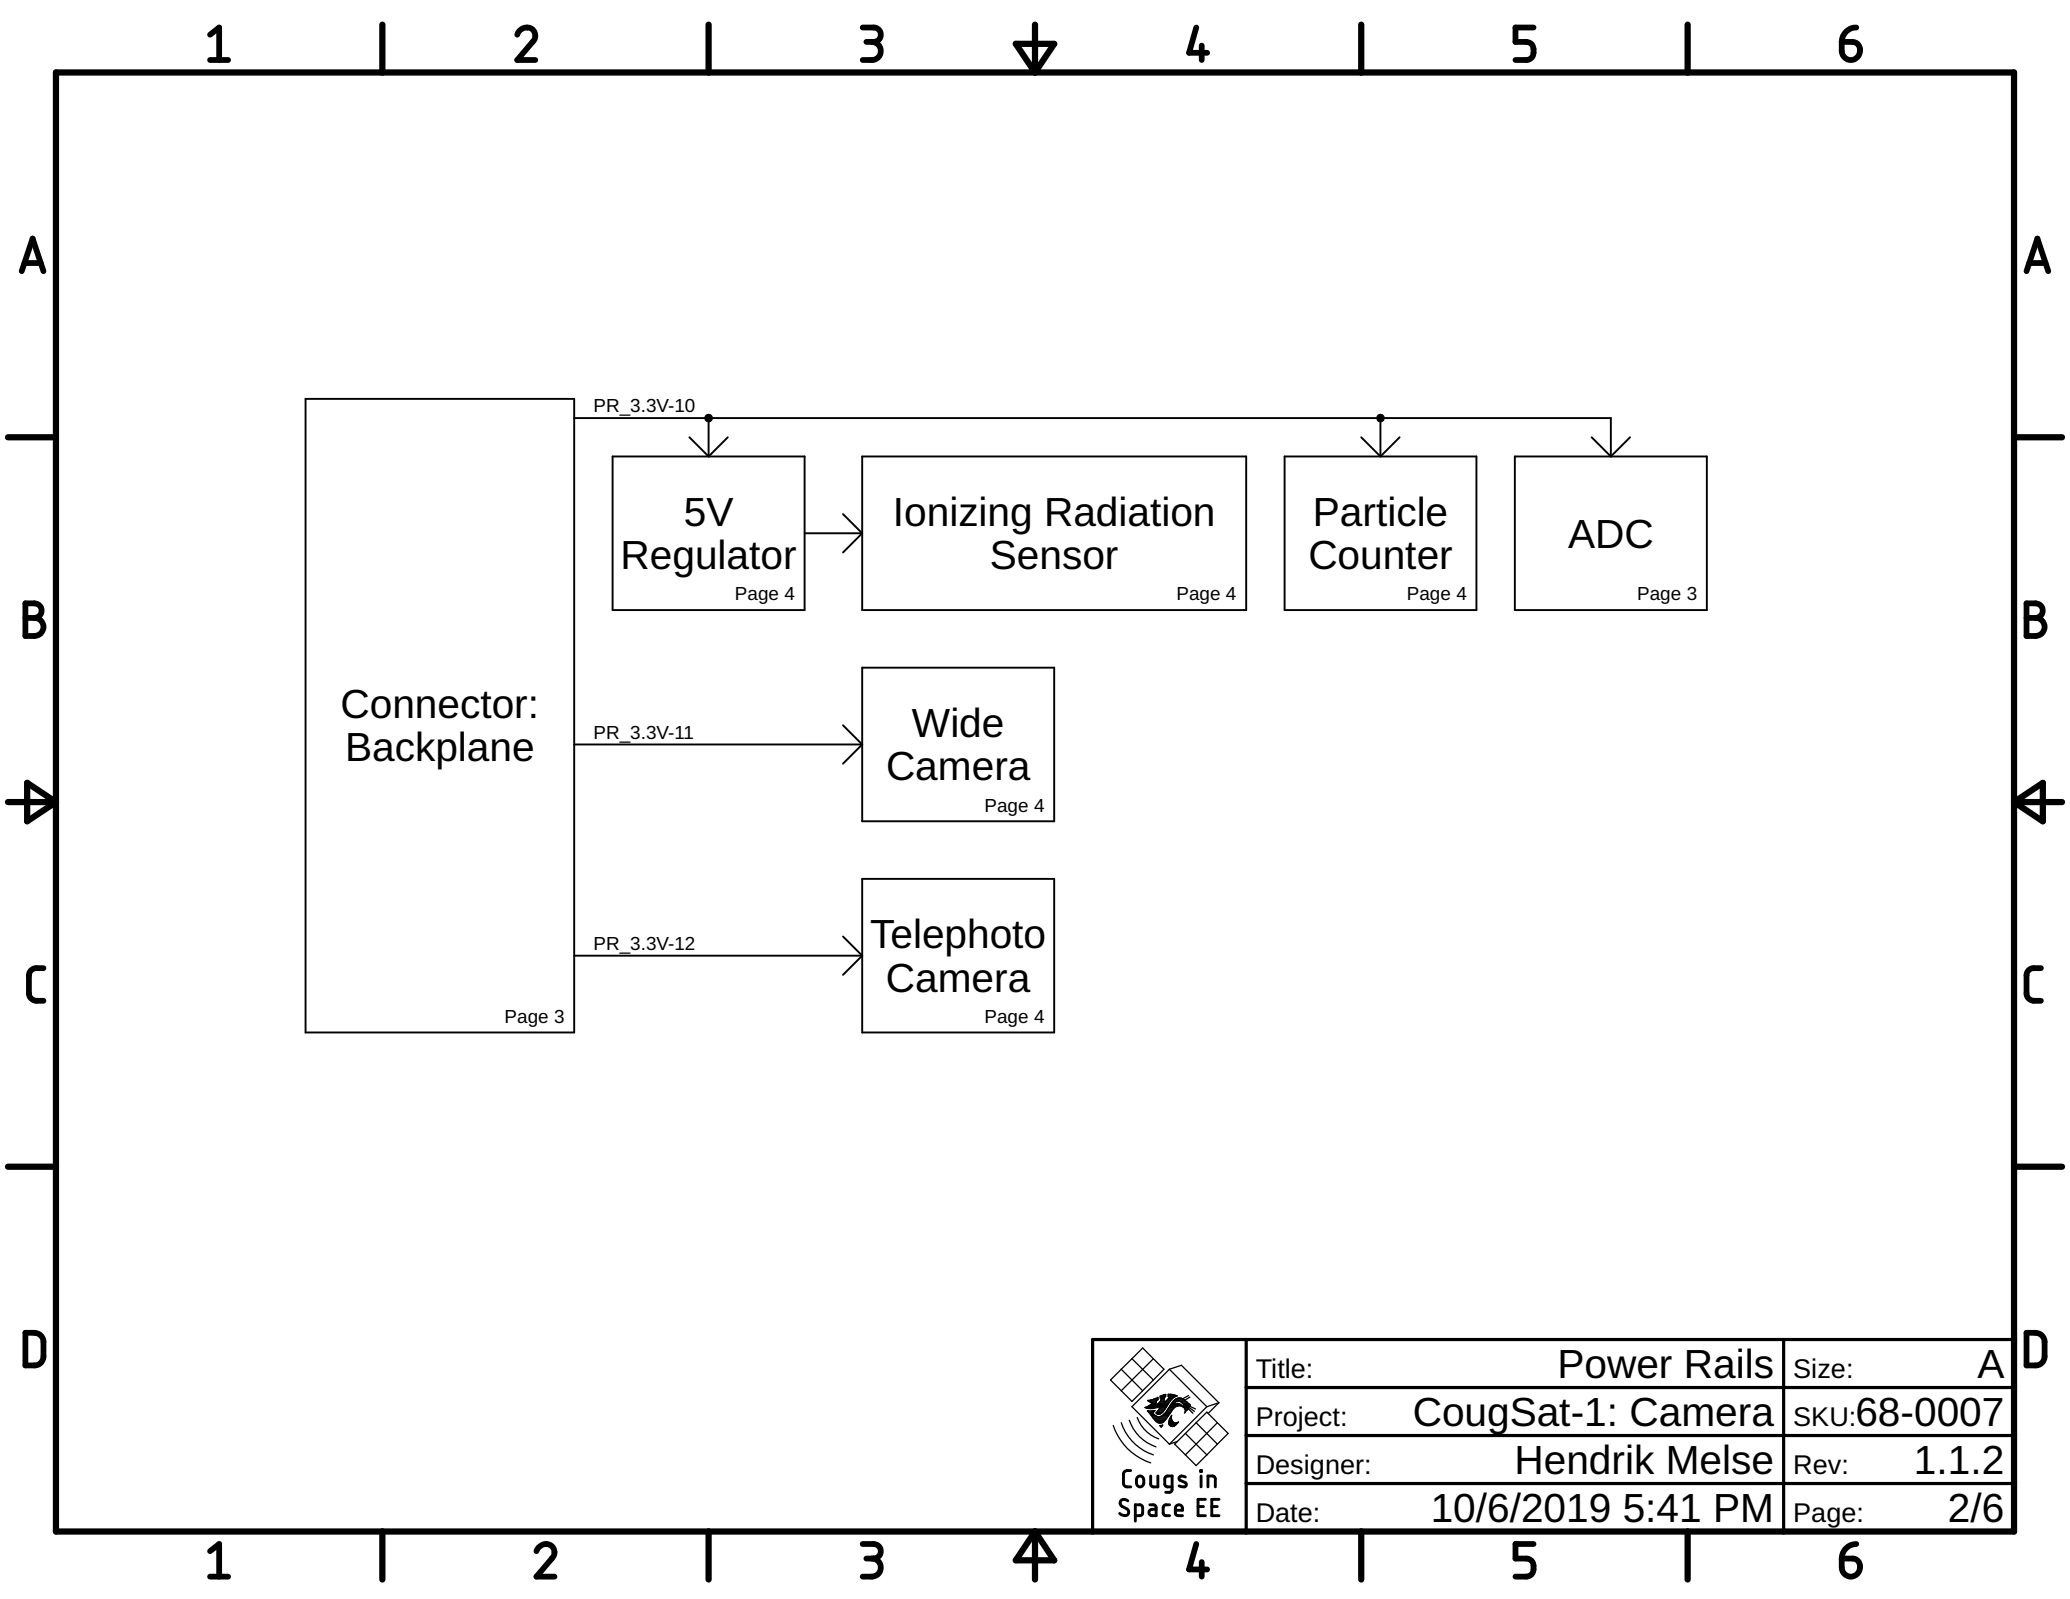 1 2 3 4 5 6
A A
PR_3.3V-10
5V
Regulator
Page 4
Ionizing Radiation
Sensor
Page 4
Particle
Counter
Page 4
ADC
Page 3
B B
Connector:
Backplane
Page 3
PR_3.3V-11
Wide
Camera
Page 4
PR_3.3V-12
Telephoto
Camera
Page 4
C C
D D
Cougs in
Space EE
Title: Power Rails Size: A
Project: CougSat-1: Camera SKU: 68-0007
Designer: Hendrik Melse Rev: 1.1.2
Date: 10/6/2019 5:41 PM Page: 2/6
1 2 3 4 5 6